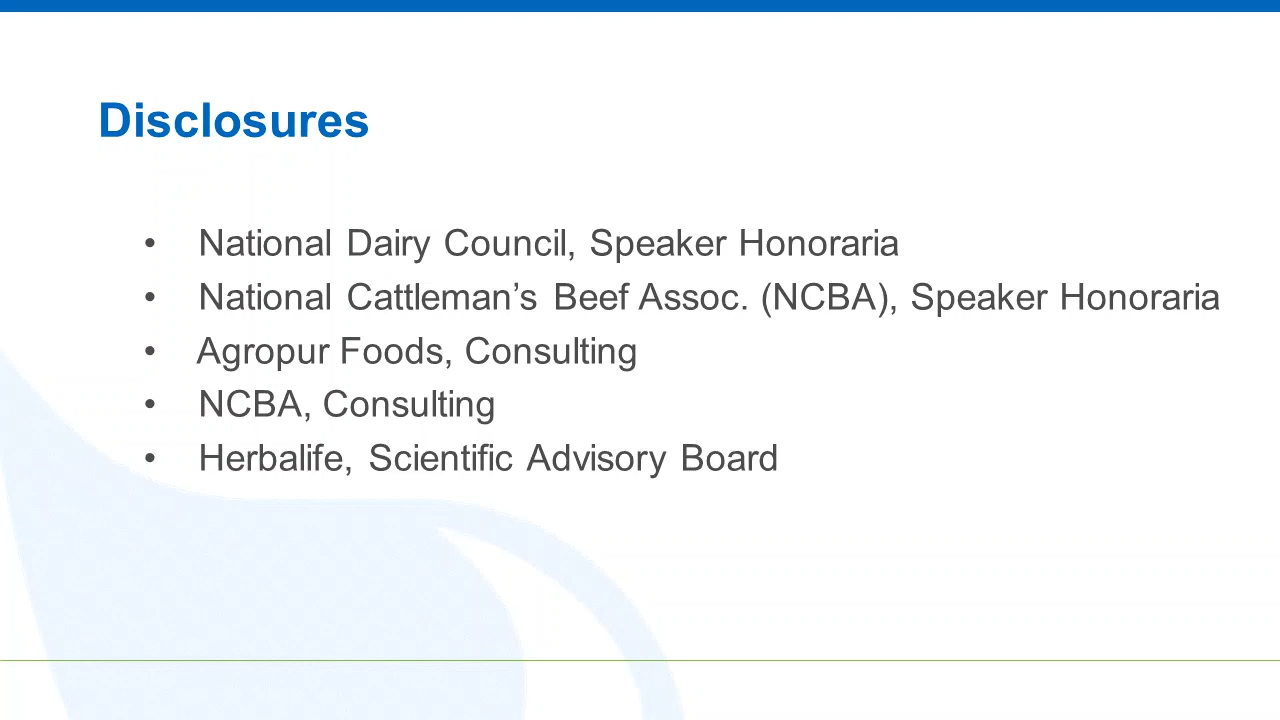 Disclosures
• National Dairy Council, Speaker Honoraria
• National Cattleman’s Beef Assoc. (NCBA), Speaker Honoraria
• Agropur Foods, Consulting
• NCBA, Consulting
• Herbalife, Scientific Advisory Board